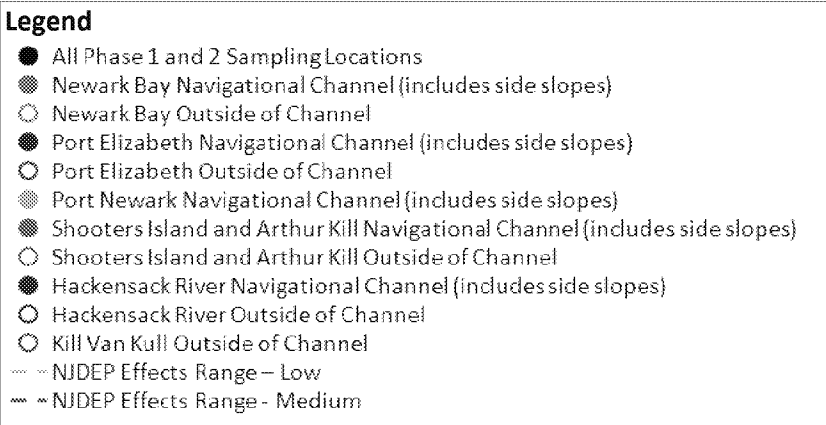 Legend
All Phase 1 and 2 Sampling Locations
Newark Bay Navigational Channel (includes side slopes)
Newark Bay Outside of Channel
Port Elizabeth Navigational Channel (includes side slopes)
Port Elizabeth Outside of Channel
Port Newark Navigational Channel (includes side slopes)
Shooters Island and Arthur Kill Navigational Channel (includes side slopes)
Shooters Island and Arthur Kill Outside of Channel
Hackensack River Navigational Channel (includes side slopes)
Hackensack River Outside of Channel
Kill Van Kull Outside of Channel
NJDEP Effects Range – Low
NJDEP Effects Range - Medium